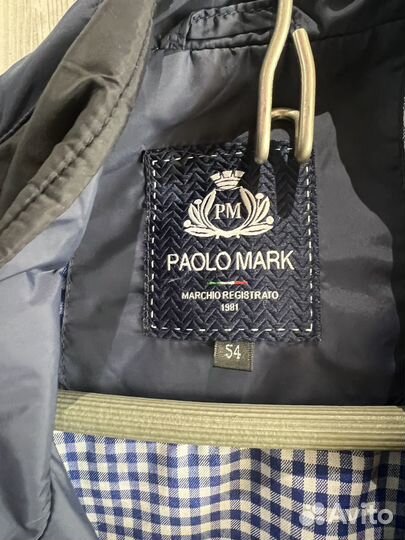 PM
PAOLO MARK
MARCHIO REGISTRATO
1981
54
Avito